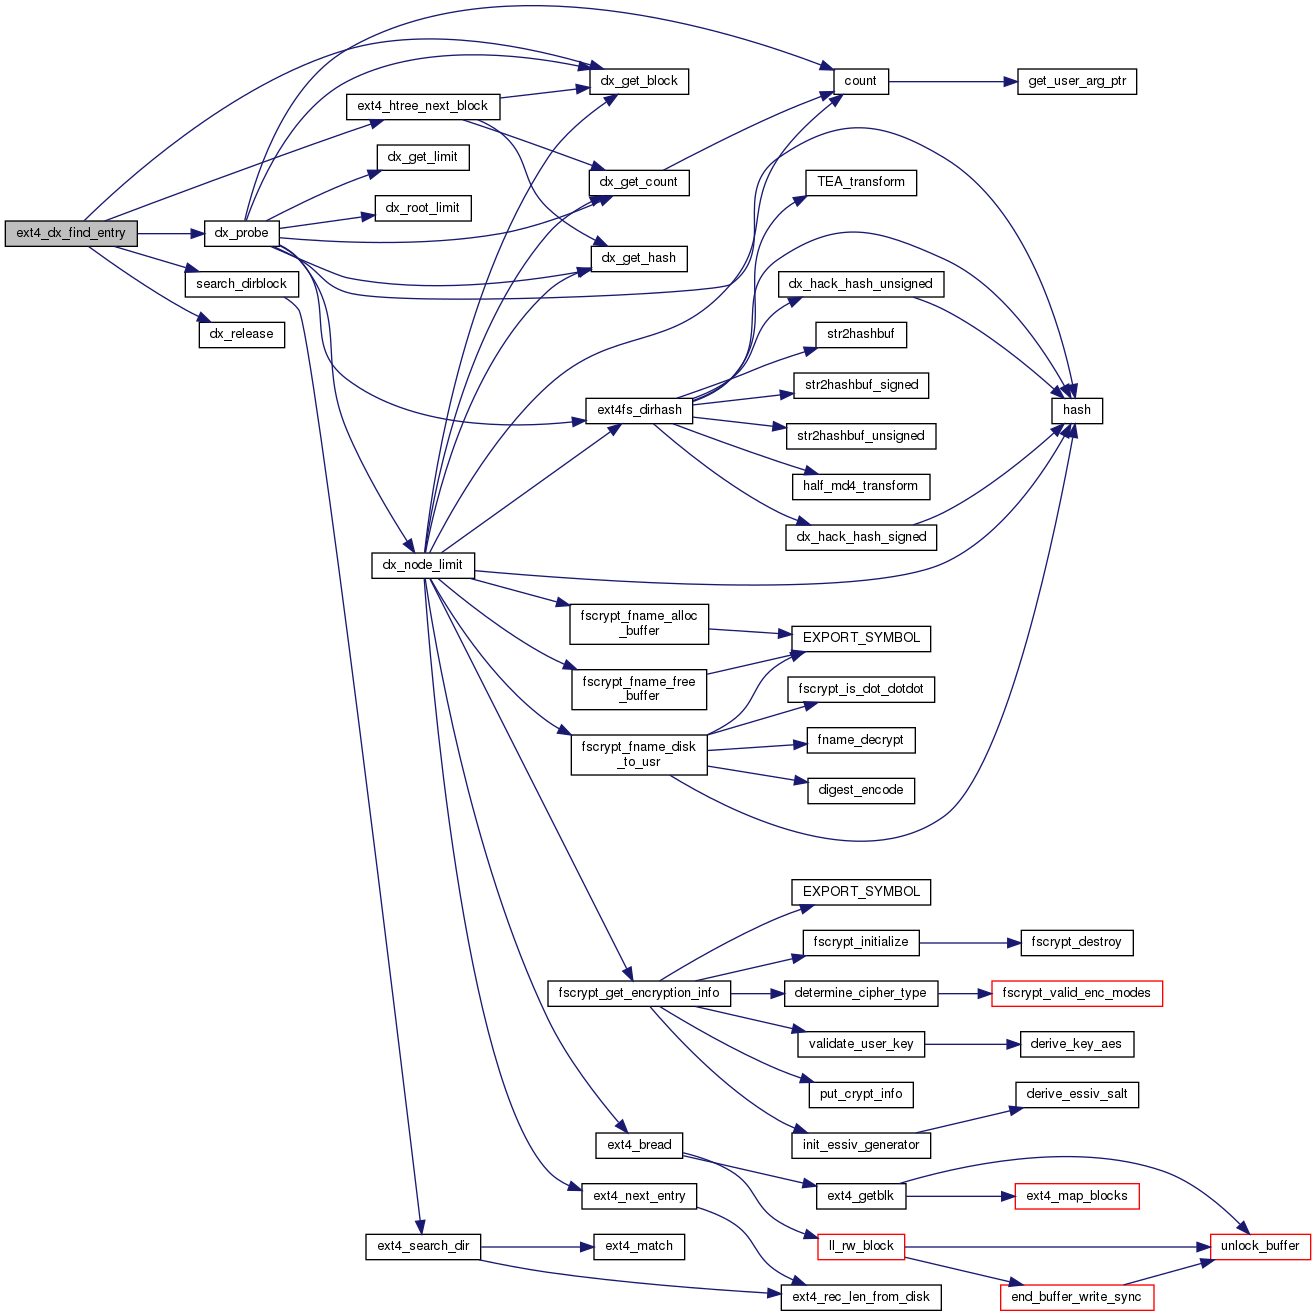 dx_get_block
count
get_user_arg_ptr
ext4_htree_next_block
dx_get_limit
dx_get_count
TEA_transform
dx_root_limit
ext4_dx_find_entry
dx_probe
dx_get_hash
search_dirblock
dx_hack_hash_unsigned
dx_release
str2hashbuf
str2hashbuf_signed
ext4fs_dirhash
hash
str2hashbuf_unsigned
half_md4_transform
dx_hack_hash_signed
dx_node_limit
fscrypt_fname_alloc
_buffer
EXPORT_SYMBOL
fscrypt_fname_free
_buffer
fscrypt_is_dot_dotdot
fscrypt_fname_disk
_to_usr
fname_decrypt
digest_encode
EXPORT_SYMBOL
fscrypt_initialize
fscrypt_destroy
fscrypt_get_encryption_info
determine_cipher_type
fscrypt_valid_enc_modes
validate_user_key
derive_key_aes
put_crypt_info
derive_essiv_salt
ext4_bread
init_essiv_generator
ext4_next_entry
ext4_getblk
ext4_map_blocks
ext4_search_dir
ext4_match
ll_rw_block
unlock_buffer
ext4_rec_len_from_disk
end_buffer_write_sync